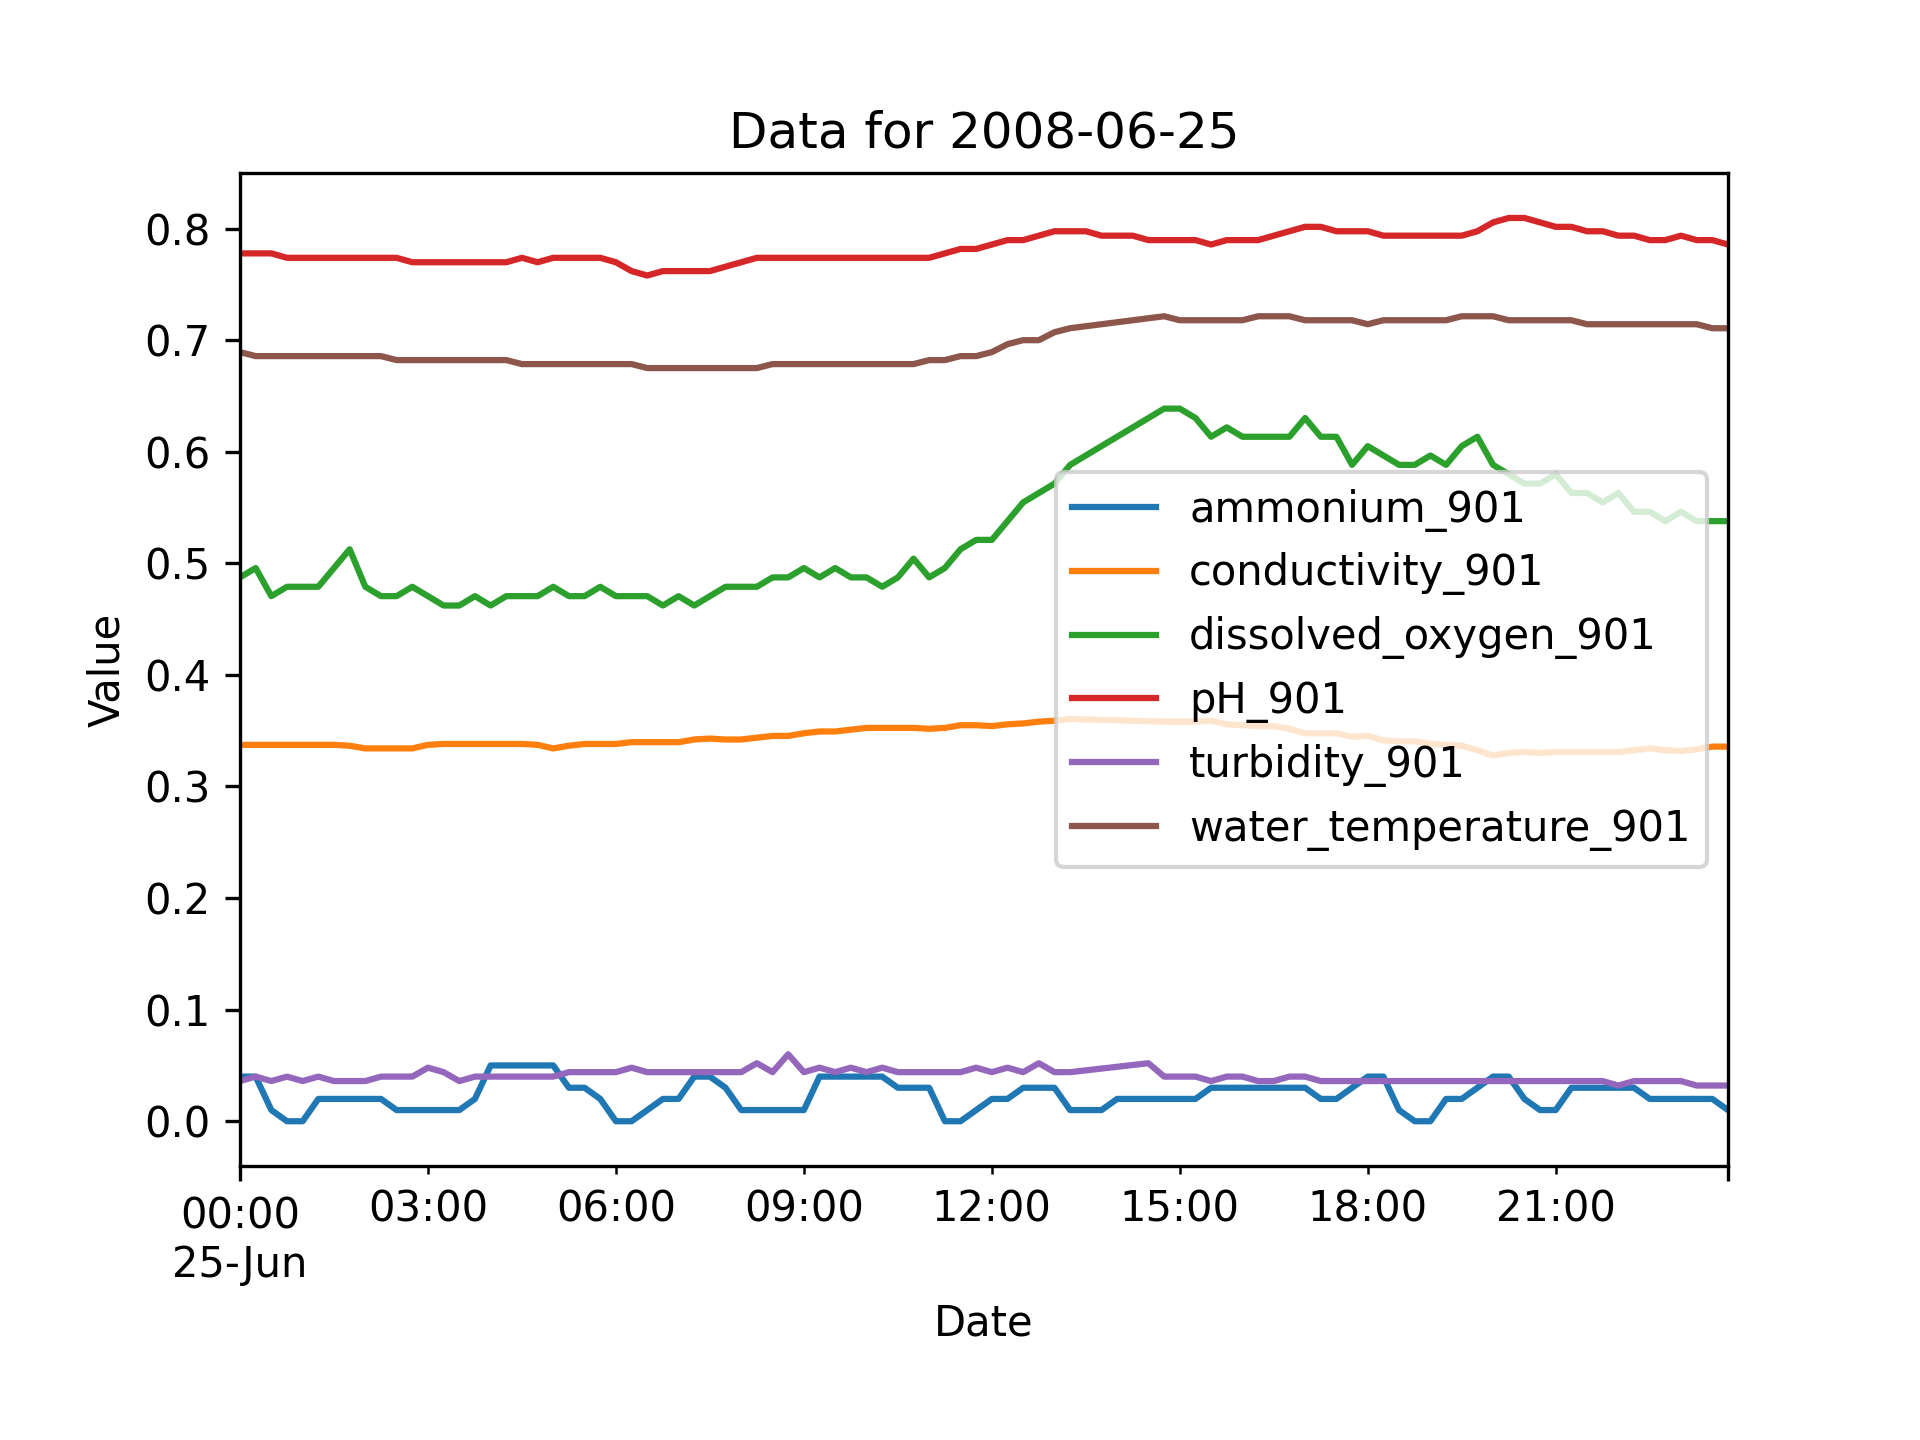 Data for 2008-06-25
Value
0.8
0.7
0.6
0.5
0.4
0.3
0.2
0.1
0.0
ammonium_901
conductivity_901
dissolved_oxygen_901
pH_901
turbidity_901
water_temperature_901
00:00 03:00 06:00 09:00 12:00 15:00 18:00 21:00
25-Jun
Date